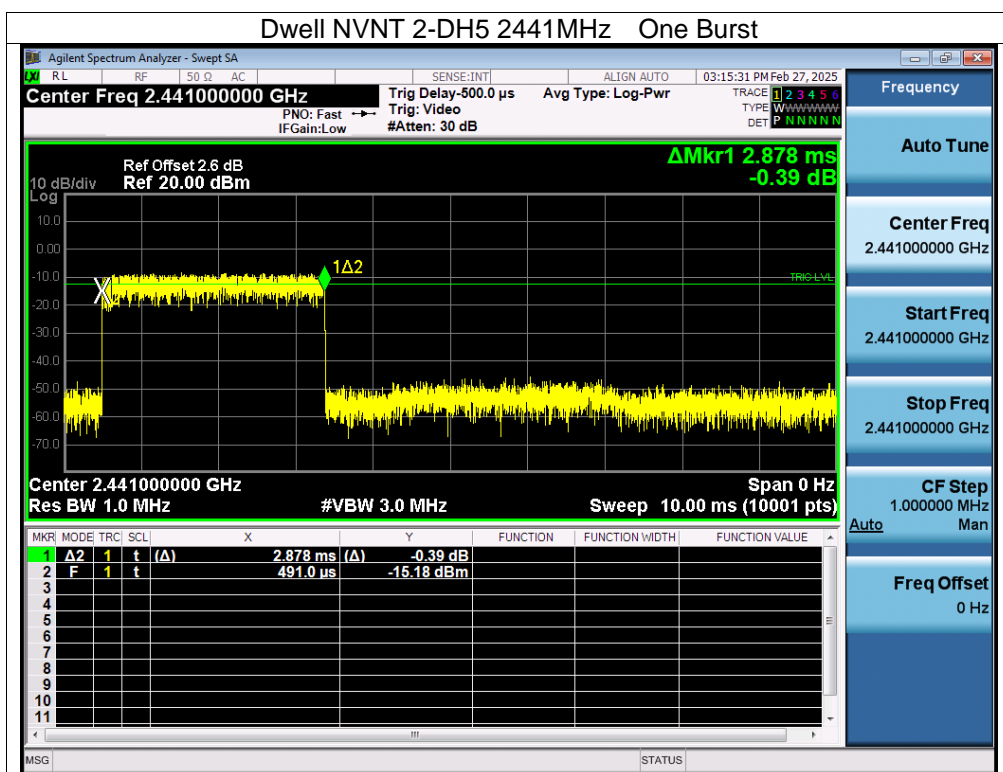 Dwell NVNT 2-DH5 2441MHz One Burst
Agilent Spectrum Analyzer - Swept SA
LXI RL RF 50 Ω AC SENSE:INT ALIGN AUTO 03:15:31 PM Feb 27, 2025
Center Freq 2.441000000 GHz
PNO: Fast
IFGain:Low
Trig Delay-500.0 µs
Trig: Video
#Atten: 30 dB
Avg Type: Log-Pwr
TRACE 1 2 3 4 5 6
TYPE WWWWWW
DET P N N N N N
Ref Offset 2.6 dB
10 dB/div Ref 20.00 dBm
ΔMkr1 2.878 ms
-0.39 dB
Log
10.0
0.00
-10.0
-20.0
-30.0
-40.0
-50.0
-60.0
-70.0
1Δ2
TRIG LVL
X
Center 2.441000000 GHz Span 0 Hz
Res BW 1.0 MHz #VBW 3.0 MHz Sweep 10.00 ms (10001 pts)
MKR MODE TRC SCL X Y FUNCTION FUNCTION WIDTH FUNCTION VALUE
1 Δ2 1 t (Δ) 2.878 ms (Δ) -0.39 dB
2 F 1 t 491.0 µs -15.18 dBm
3
4
5
6
7
8
9
10
11
MSG STATUS
Frequency
Auto Tune
Center Freq
2.441000000 GHz
Start Freq
2.441000000 GHz
Stop Freq
2.441000000 GHz
CF Step
1.000000 MHz
Auto Man
Freq Offset
0 Hz